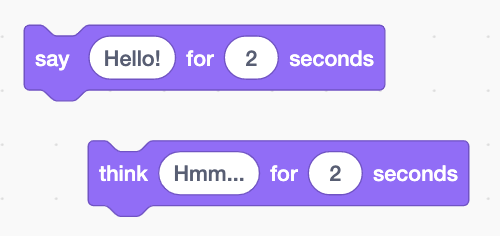 say Hello! for 2 seconds
think Hmm... for 2 seconds